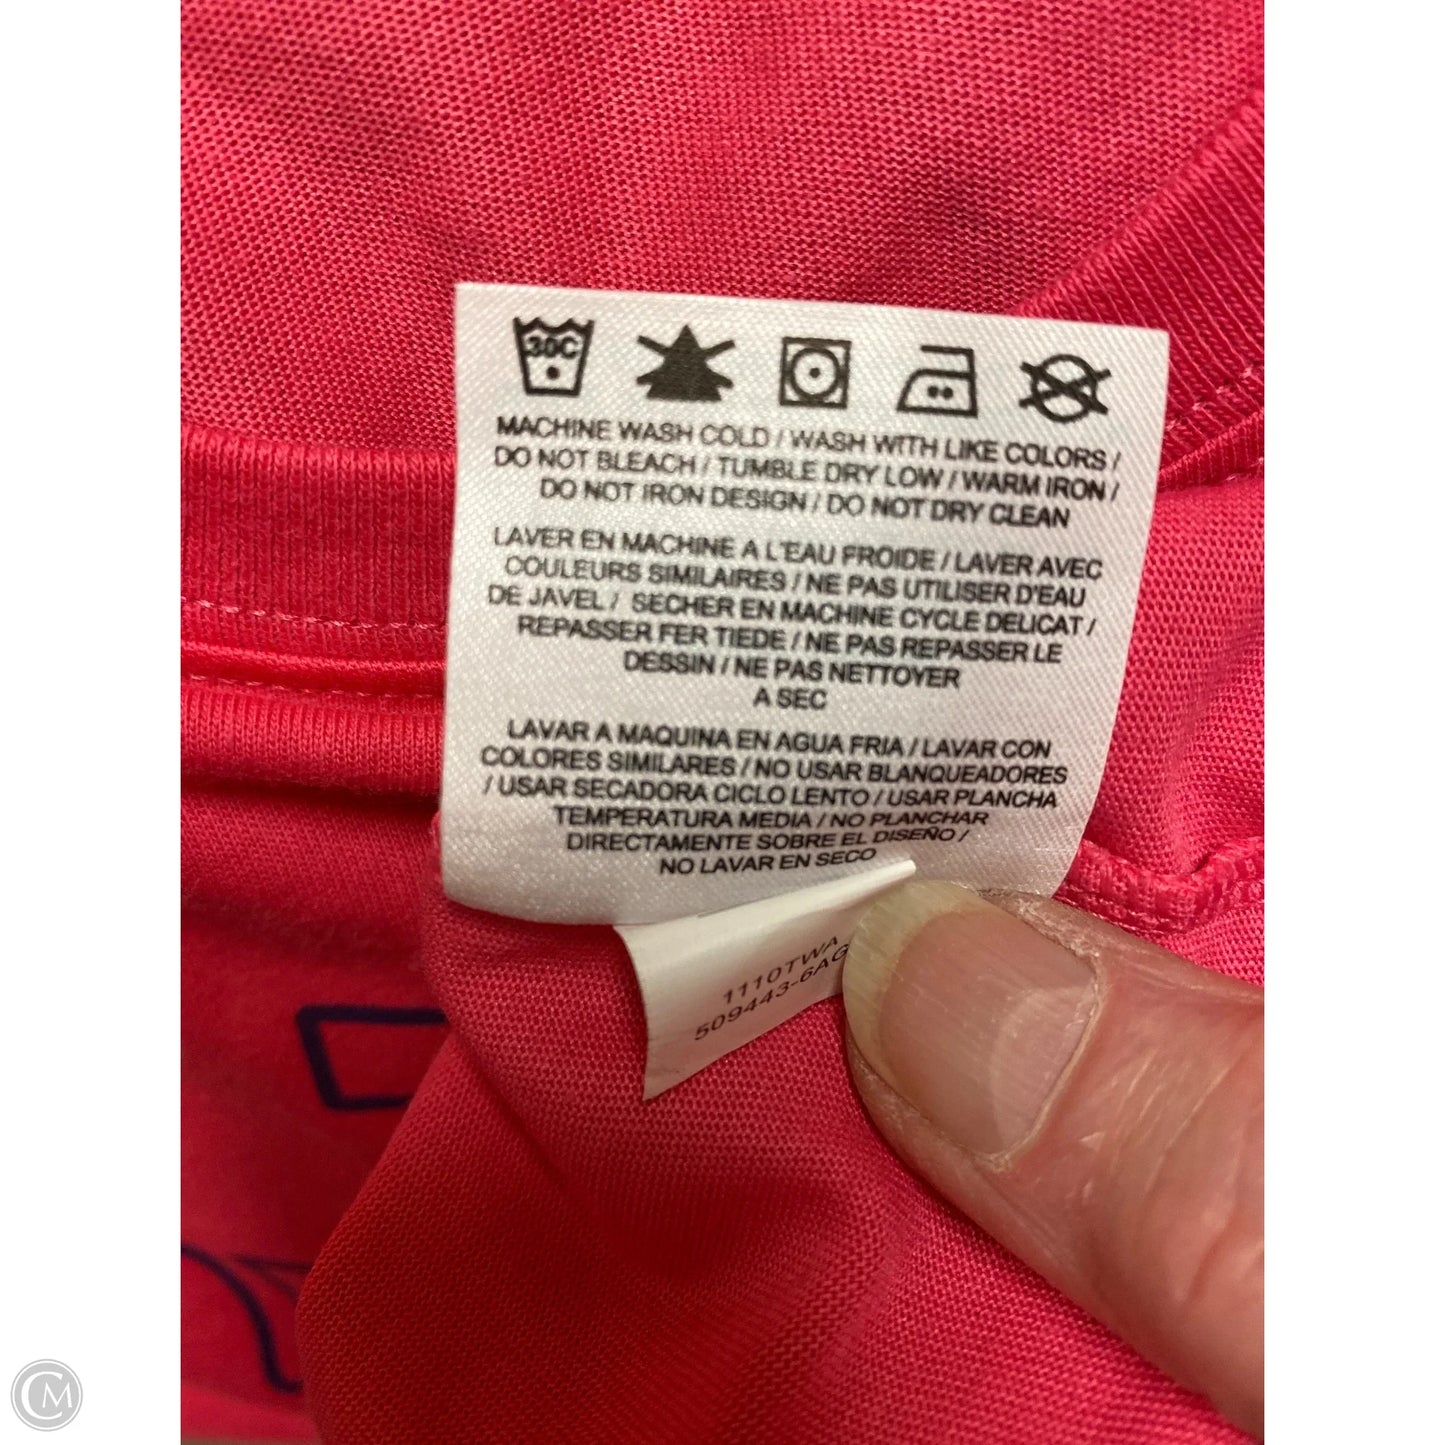 30C
MACHINE WASH COLD / WASH WITH LIKE COLORS /
DO NOT BLEACH / TUMBLE DRY LOW / WARM IRON /
DO NOT IRON DESIGN / DO NOT DRY CLEAN
LAVER EN MACHINE A L'EAU FROIDE / LAVER AVEC
COULEURS SIMILAIRES / NE PAS UTILISER D'EAU
DE JAVEL / SECHER EN MACHINE CYCLE DELICAT /
REPASSER FER TIEDE / NE PAS REPASSER LE
DESSIN / NE PAS NETTOYER
A SEC
LAVAR A MAQUINA EN AGUA FRIA / LAVAR CON
COLORES SIMILARES / NO USAR BLANQUEADORES
/ USAR SECADORA CICLO LENTO / USAR PLANCHA
TEMPERATURA MEDIA / NO PLANCHAR
DIRECTAMENTE SOBRE EL DISEÑO /
NO LAVAR EN SECO
1110TWA
509443-6AG
CM